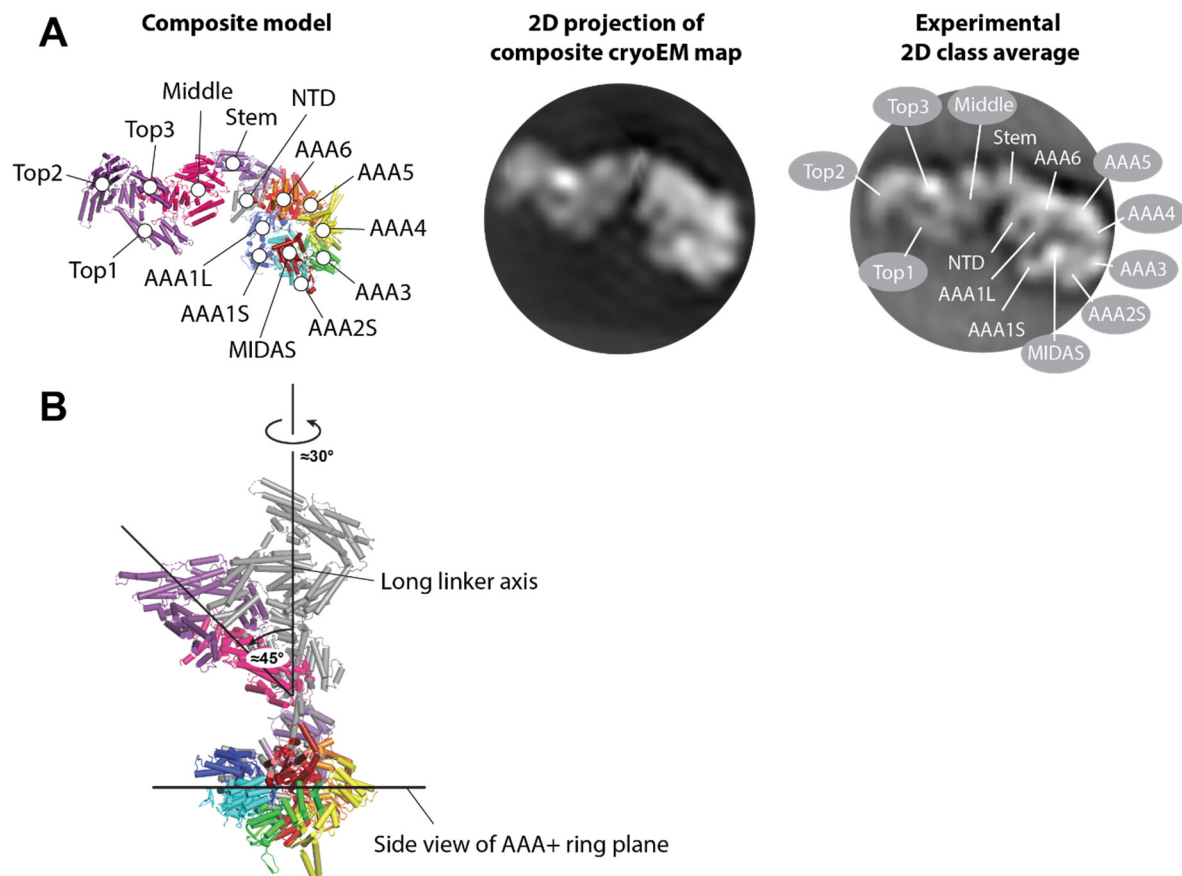 A
Composite model
2D projection of
composite cryoEM map
Experimental
2D class average
Middle
NTD
Stem
Top3
AAA6
Top2
AAA5
AAA4
Top1
AAA1L
AAA3
AAA1S
AAA2S
MIDAS
Top3
Middle
Stem
AAA6
AAA5
Top2
AAA4
Top1
NTD
AAA3
AAA1L
AAA2S
AAA1S
MIDAS
B
≈30°
Long linker axis
≈45°
Side view of AAA+ ring plane